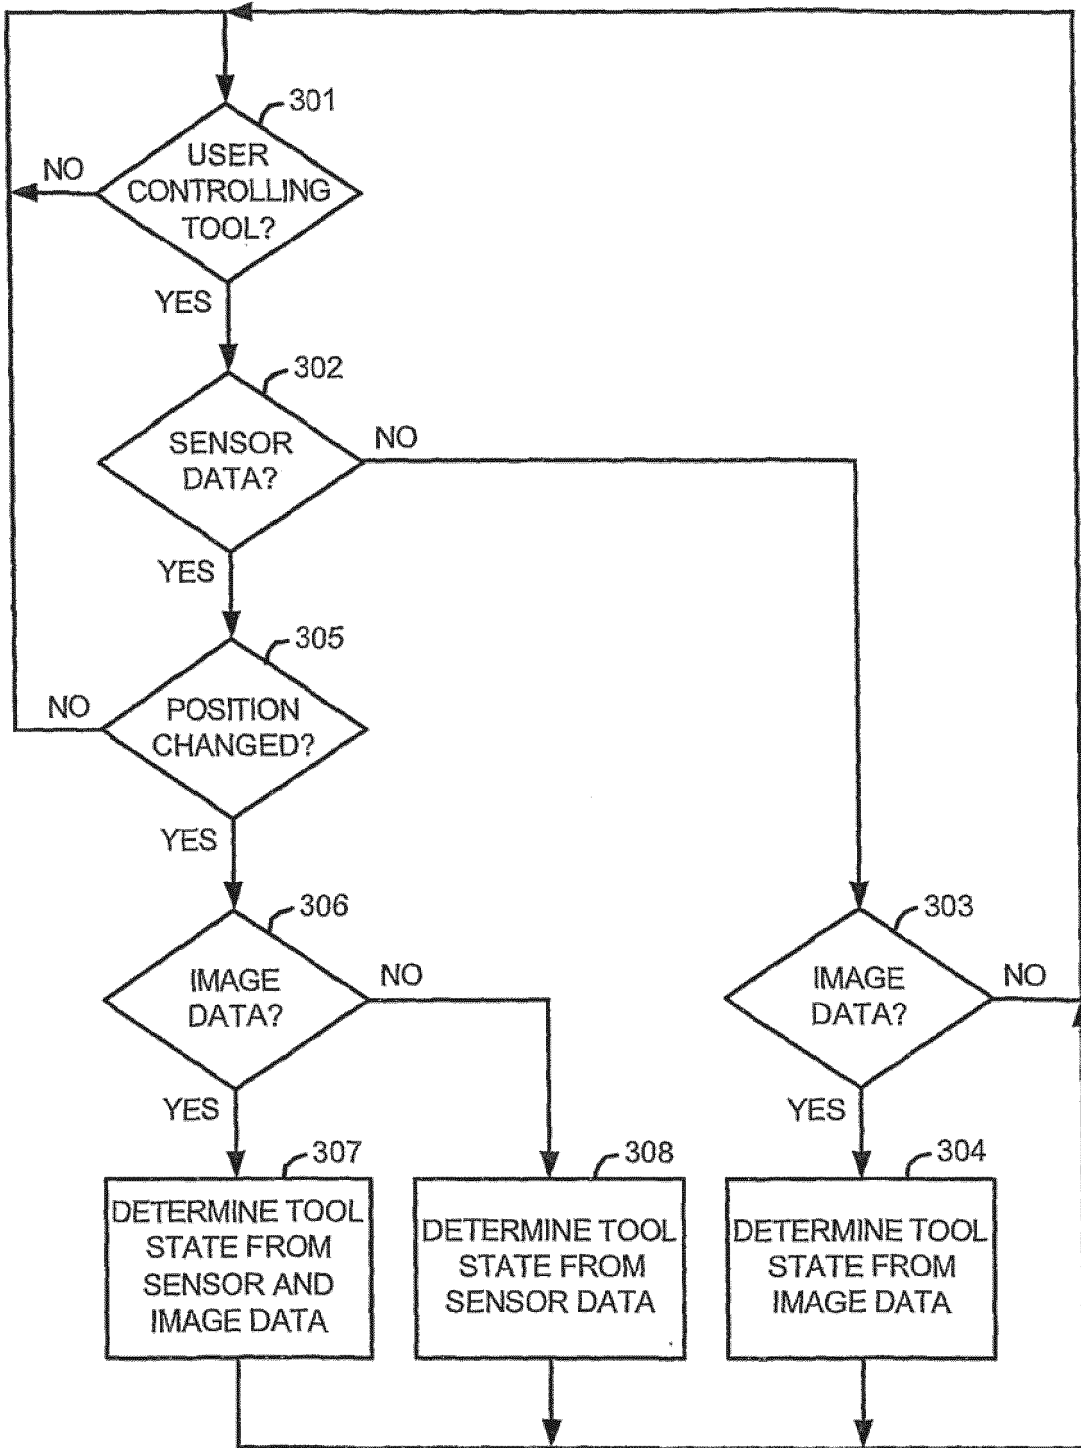 301
USER
CONTROLLING
TOOL?
NO
YES
302
SENSOR
DATA?
NO
YES
305
POSITION
CHANGED?
NO
YES
306
IMAGE
DATA?
NO
YES
303
IMAGE
DATA?
NO
YES
307
DETERMINE TOOL
STATE FROM
SENSOR AND
IMAGE DATA
308
DETERMINE TOOL
STATE FROM
SENSOR DATA
304
DETERMINE TOOL
STATE FROM
IMAGE DATA